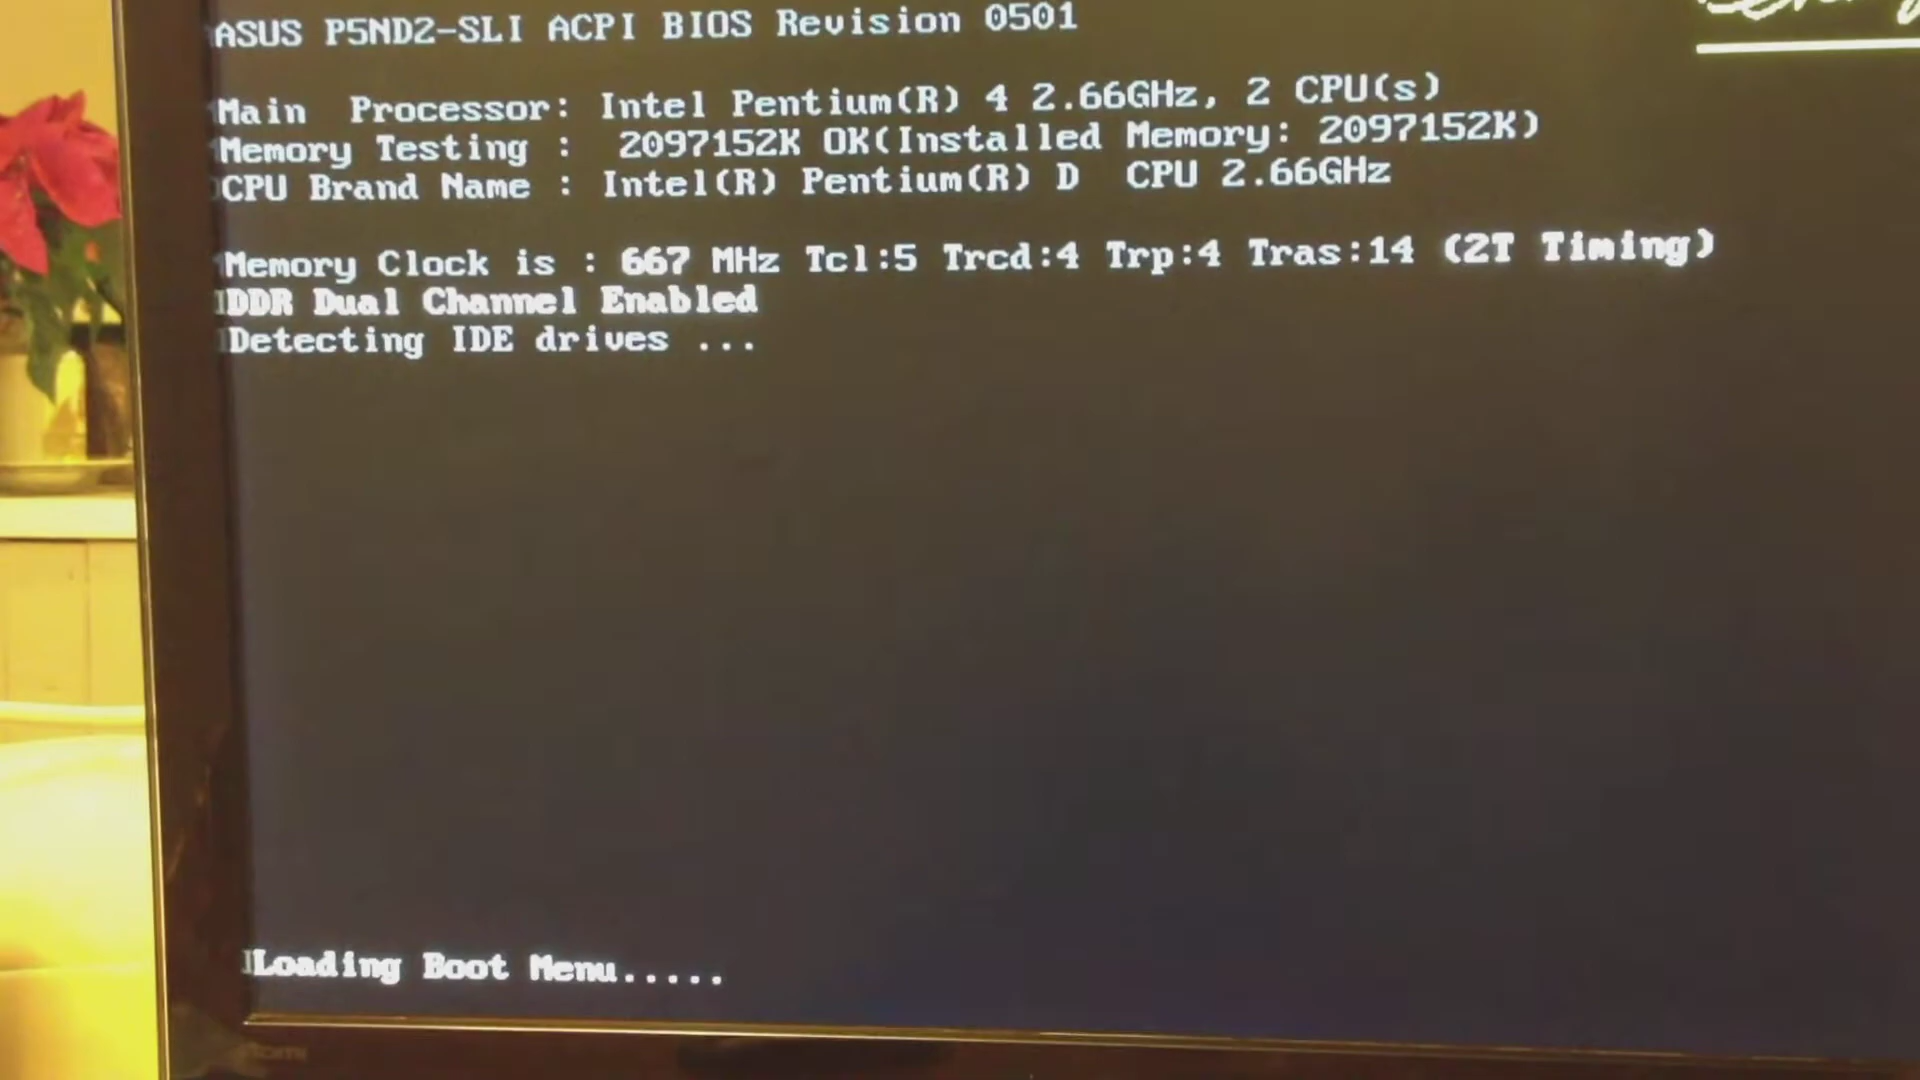 ASUS P5ND2-SLI ACPI BIOS Revision 0501
Main Processor: Intel Pentium(R) 4 2.66GHz, 2 CPU(s)
Memory Testing : 2097152K OK(Installed Memory: 2097152K)
CPU Brand Name : Intel(R) Pentium(R) D CPU 2.66GHz
Memory Clock is : 667 MHz Tcl:5 Trcd:4 Trp:4 Tras:14 (2T Timing)
DDR Dual Channel Enabled
Detecting IDE drives ...
Loading Boot Menu.....